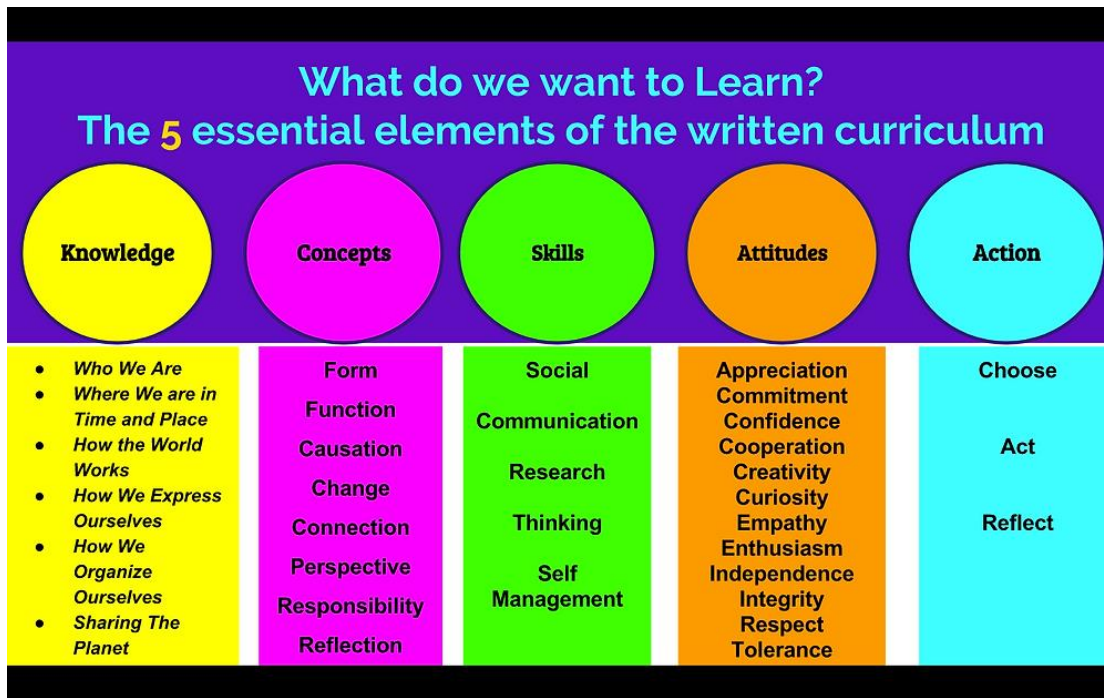 What do we want to Learn?
The 5 essential elements of the written curriculum
Knowledge
Concepts
Skills
Attitudes
Action
• Who We Are
• Where We are in
Time and Place
• How the World
Works
• How We Express
Ourselves
• How We
Organize
Ourselves
• Sharing The
Planet
Form
Function
Causation
Change
Connection
Perspective
Responsibility
Reflection
Social
Communication
Research
Thinking
Self
Management
Appreciation
Commitment
Confidence
Cooperation
Creativity
Curiosity
Empathy
Enthusiasm
Independence
Integrity
Respect
Tolerance
Choose
Act
Reflect